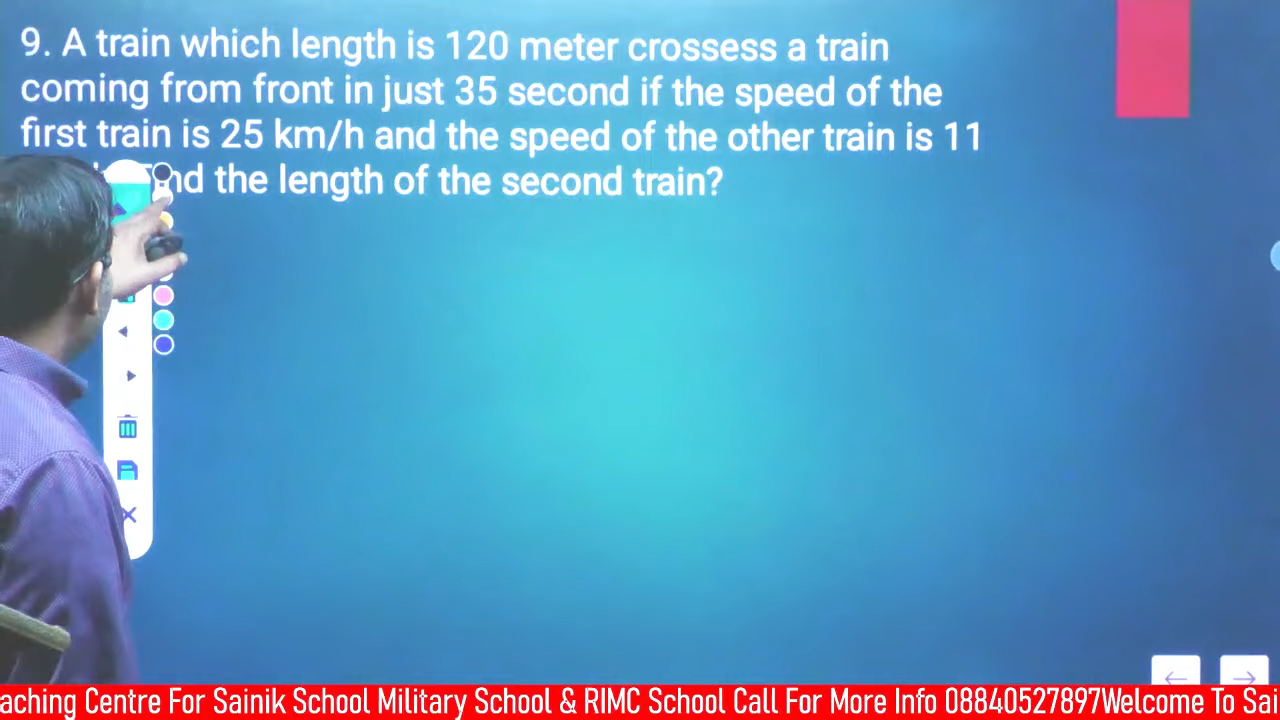 9. A train which length is 120 meter crossess a train
coming from front in just 35 second if the speed of the
first train is 25 km/h and the speed of the other train is 11
nd the length of the second train?
aching Centre For Sainik School Military School & RIMC School Call For More Info 08840527897Welcome To Sai